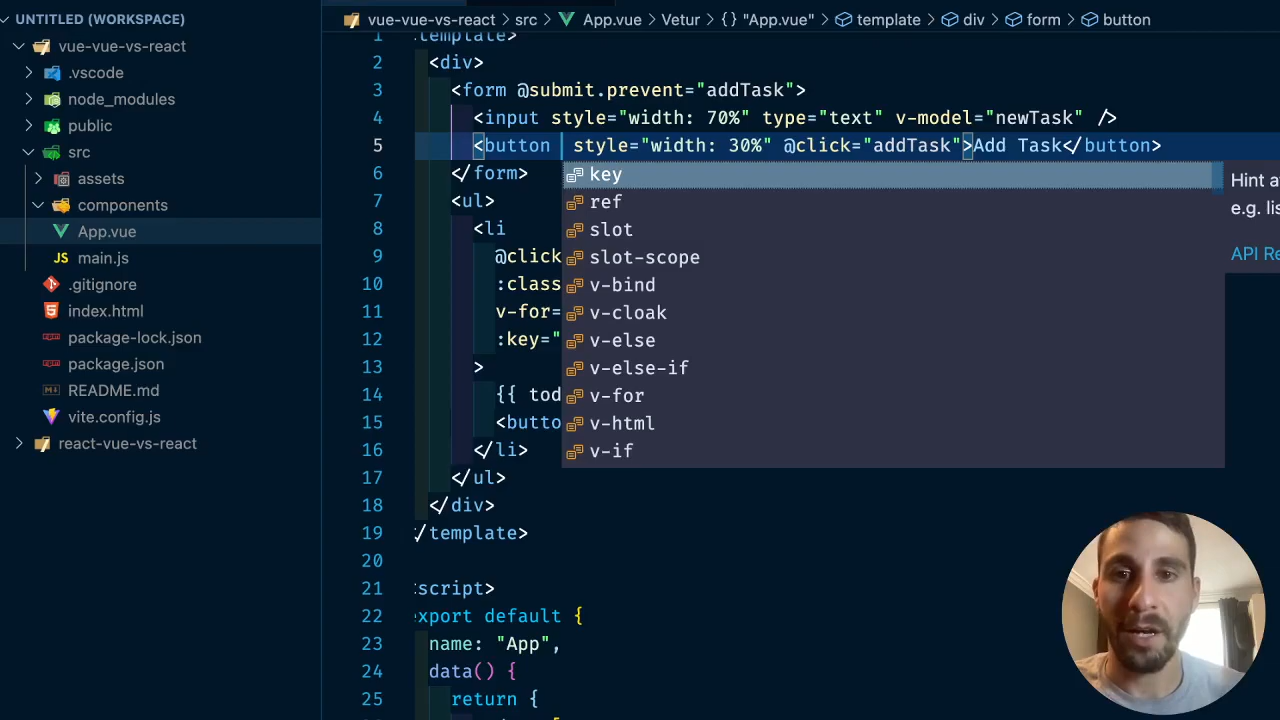 UNTITLED (WORKSPACE)
vue-vue-vs-react
.vscode
node_modules
public
src
assets
components
App.vue
JS main.js
.gitignore
index.html
package-lock.json
package.json
README.md
vite.config.js
react-vue-vs-react
vue-vue-vs-react > src > App.vue > Vetur > {} "App.vue" > template > div > form > button
1 template>
2 <div>
3 <form @submit.prevent="addTask">
4 <input style="width: 70%" type="text" v-model="newTask" />
5 <button style="width: 30%" @click="addTask">Add Task</button>
6 </form>
7 <ul>
8 <li
9 @click
10 :class
11 v-for=
12 :key="
13 >
14 {{ tod
15 <butto
16 </li>
17 </ul>
18 </div>
19 /template>
20
21 script>
22 export default {
23 name: "App",
24 data() {
25 return {
key
ref
slot
slot-scope
v-bind
v-cloak
v-else
v-else-if
v-for
v-html
v-if
Hint a
e.g. lis
API Re